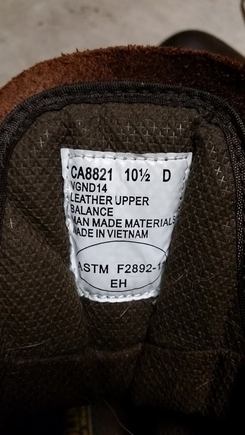 CA8821 10½ D
VGND14
LEATHER UPPER
BALANCE
MAN MADE MATERIALS
MADE IN VIETNAM
ASTM F2892-1
EH